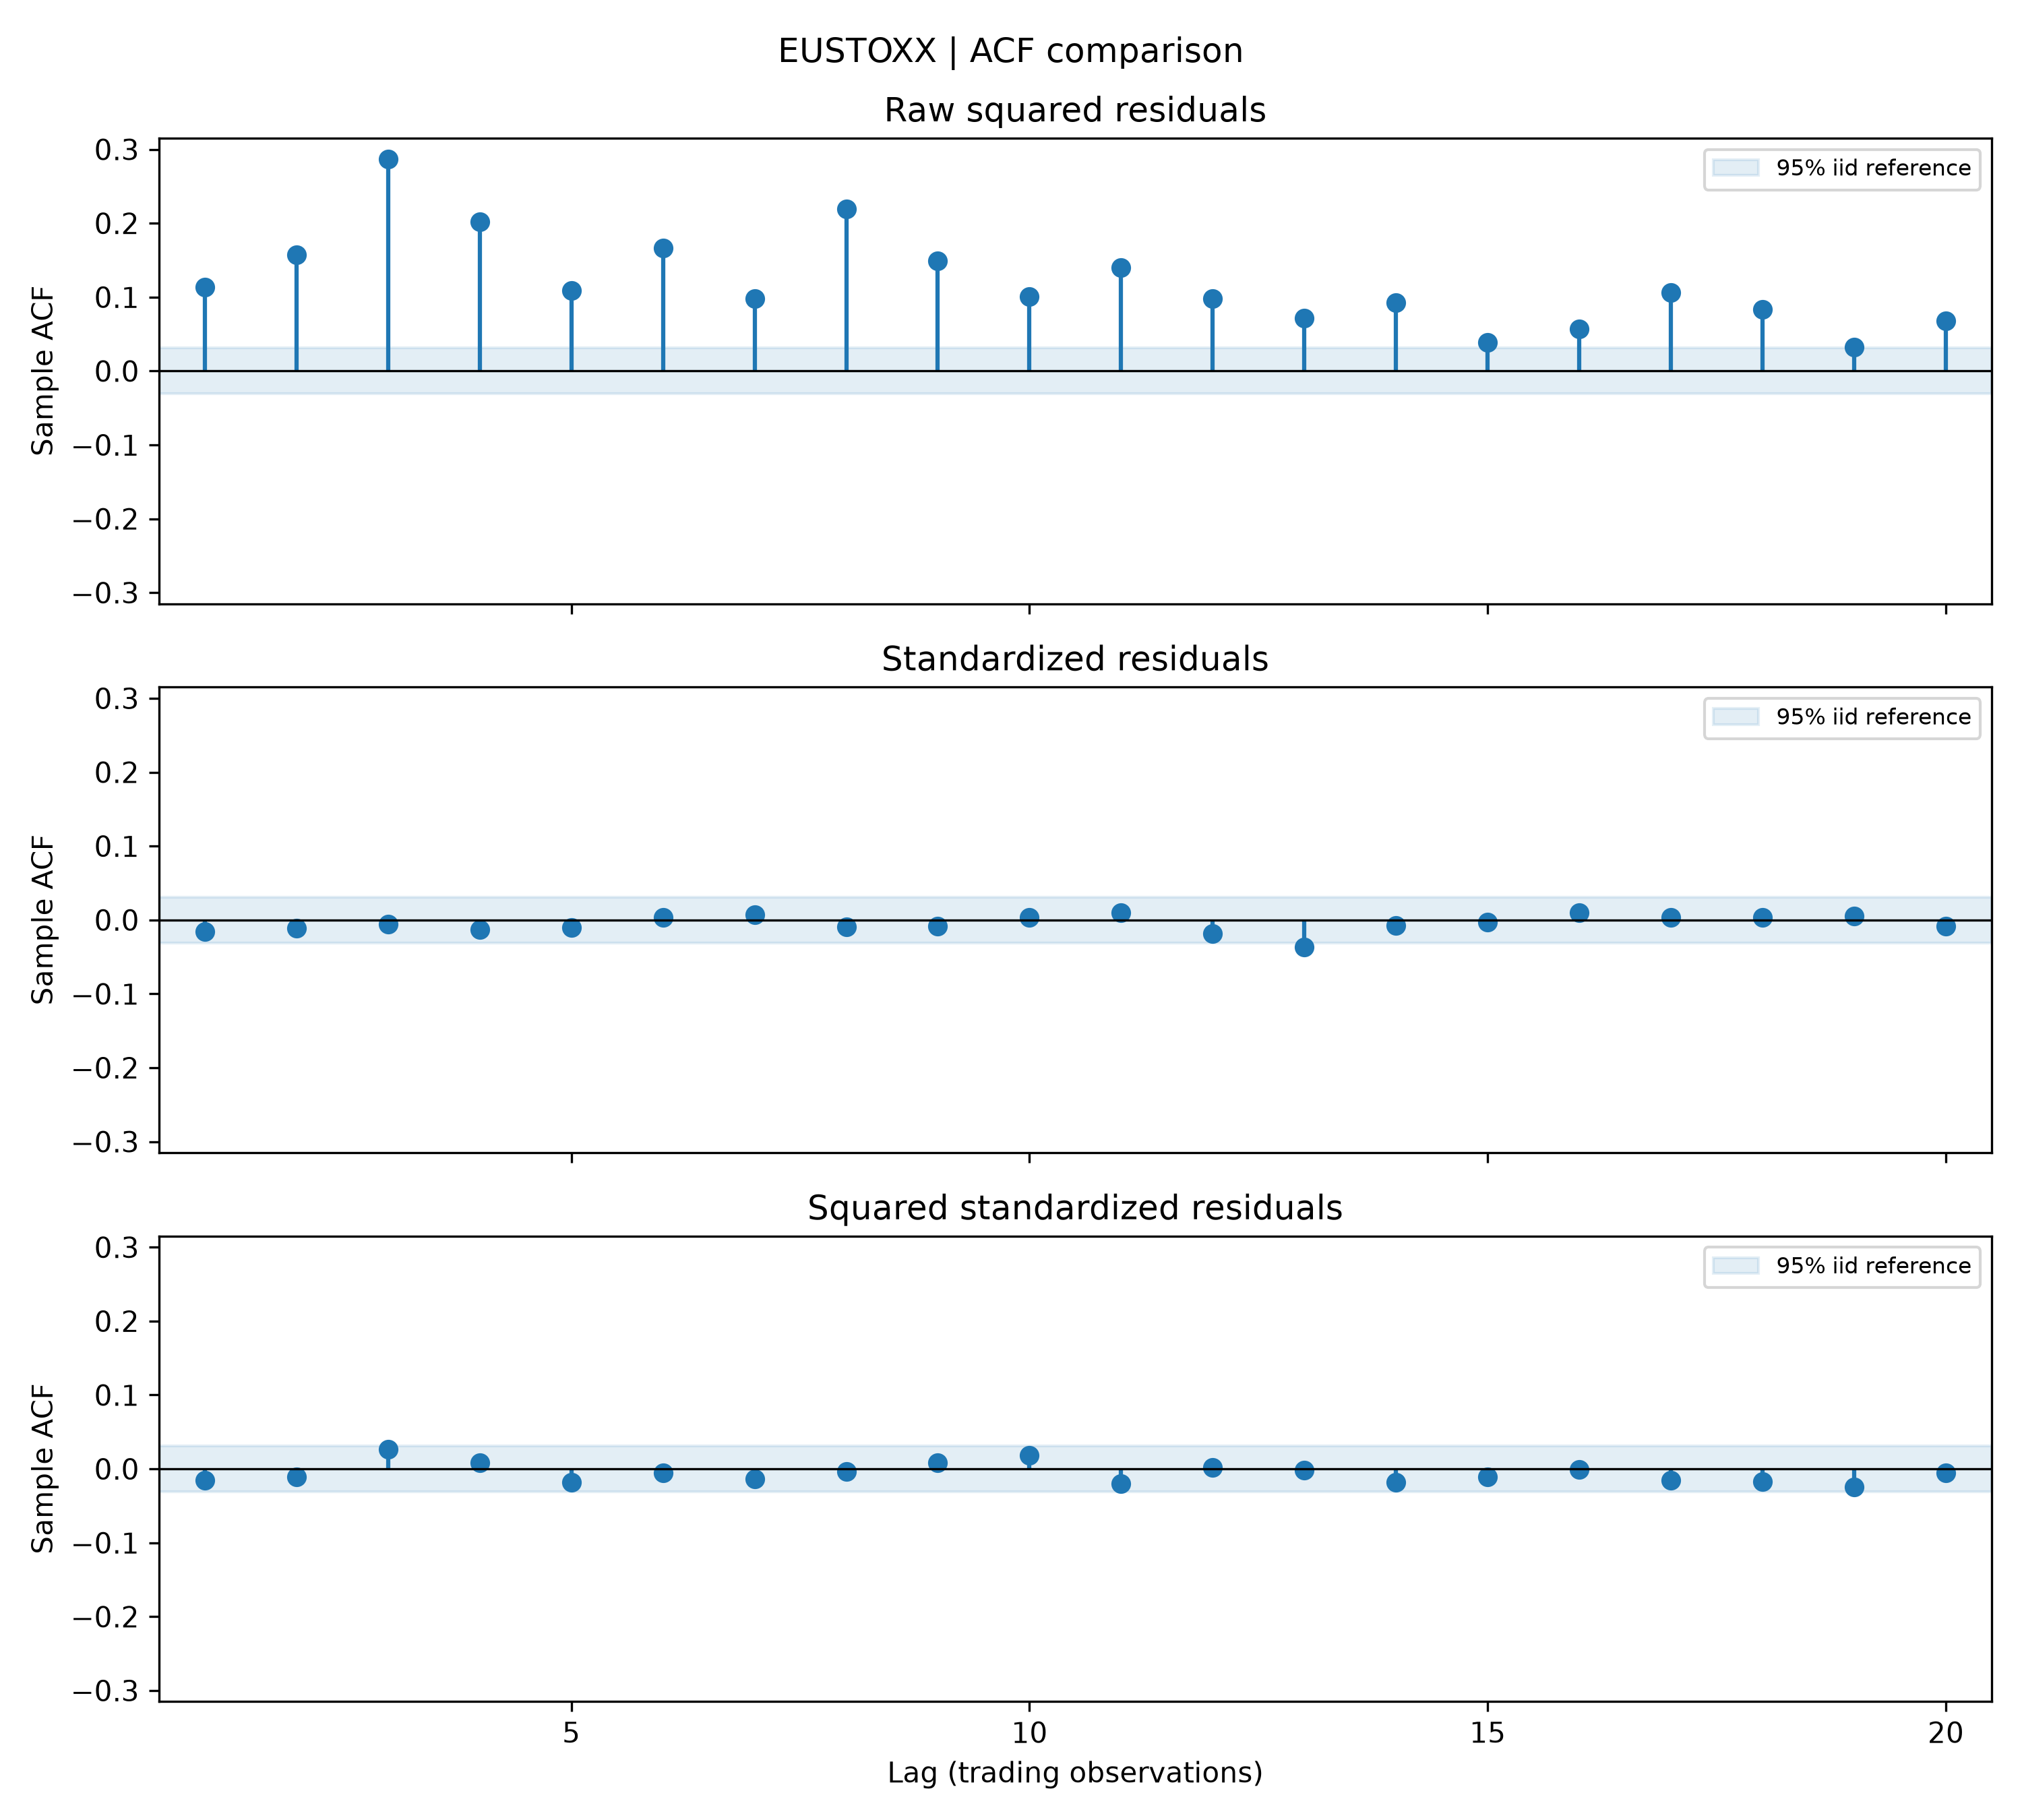 EUSTOXX | ACF comparison
Raw squared residuals
0.3
0.2
0.1
0.0
−0.1
−0.2
−0.3
Sample ACF
95% iid reference
Standardized residuals
0.3
0.2
0.1
0.0
−0.1
−0.2
−0.3
Sample ACF
95% iid reference
Squared standardized residuals
0.3
0.2
0.1
0.0
−0.1
−0.2
−0.3
Sample ACF
95% iid reference
5 10 15 20
Lag (trading observations)